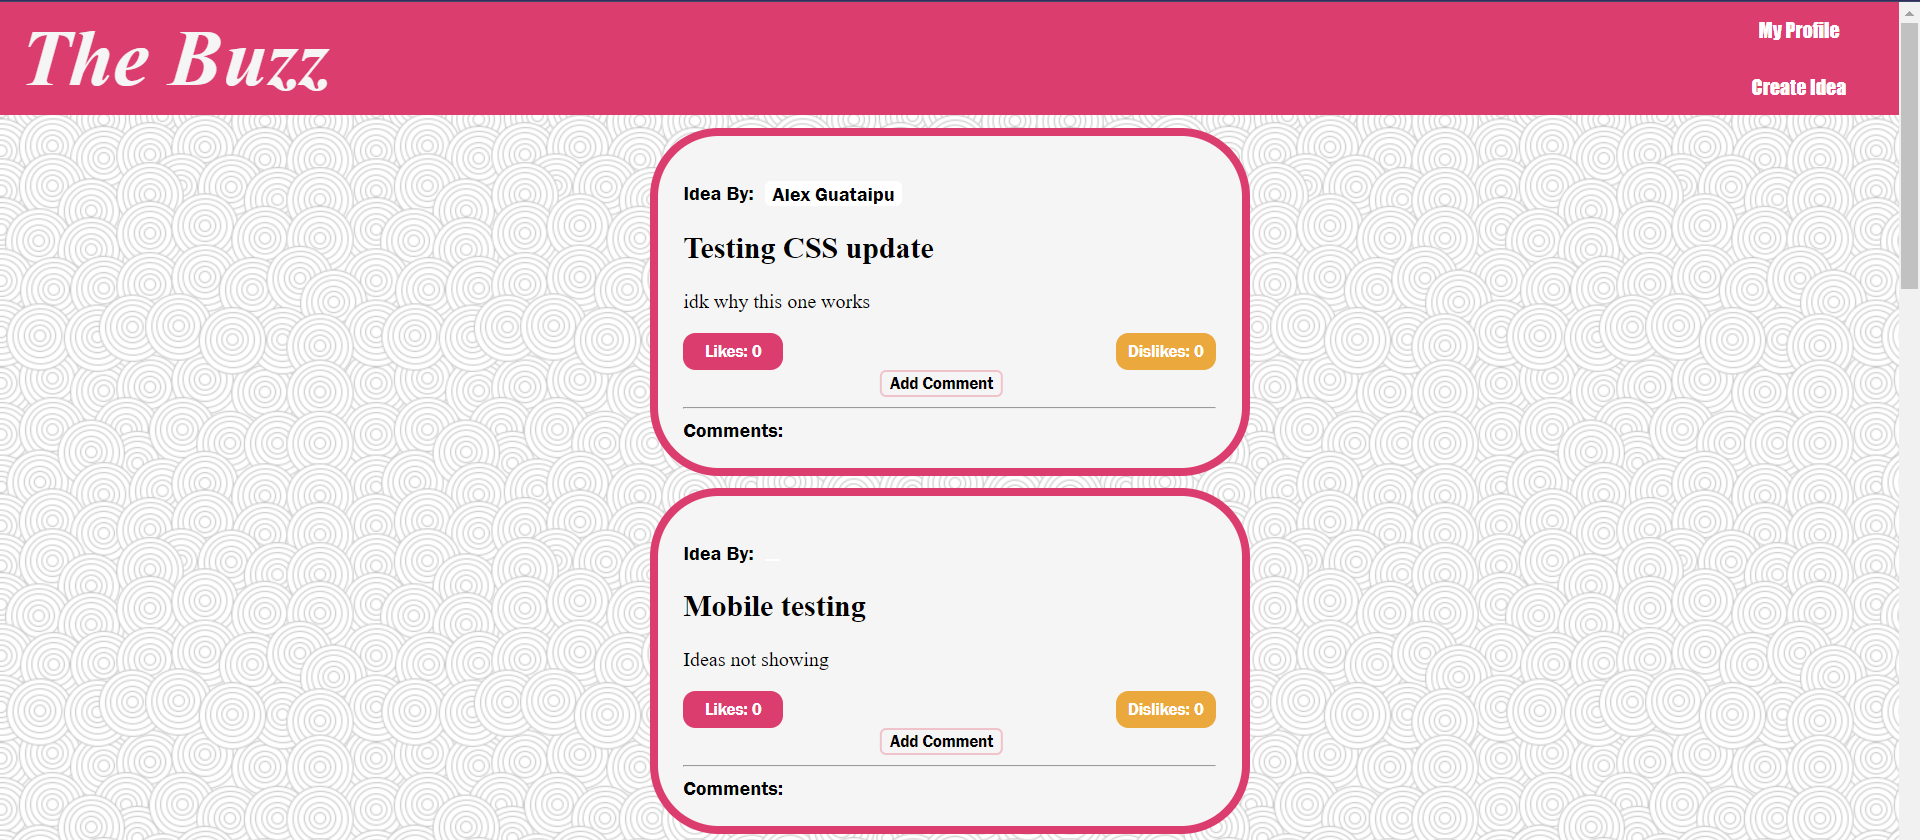 The Buzz
My Profile
Create Idea
Idea By: Alex Guataipu
Testing CSS update
idk why this one works
Likes: 0 Dislikes: 0
Add Comment
Comments:
Idea By:
Mobile testing
Ideas not showing
Likes: 0 Dislikes: 0
Add Comment
Comments: